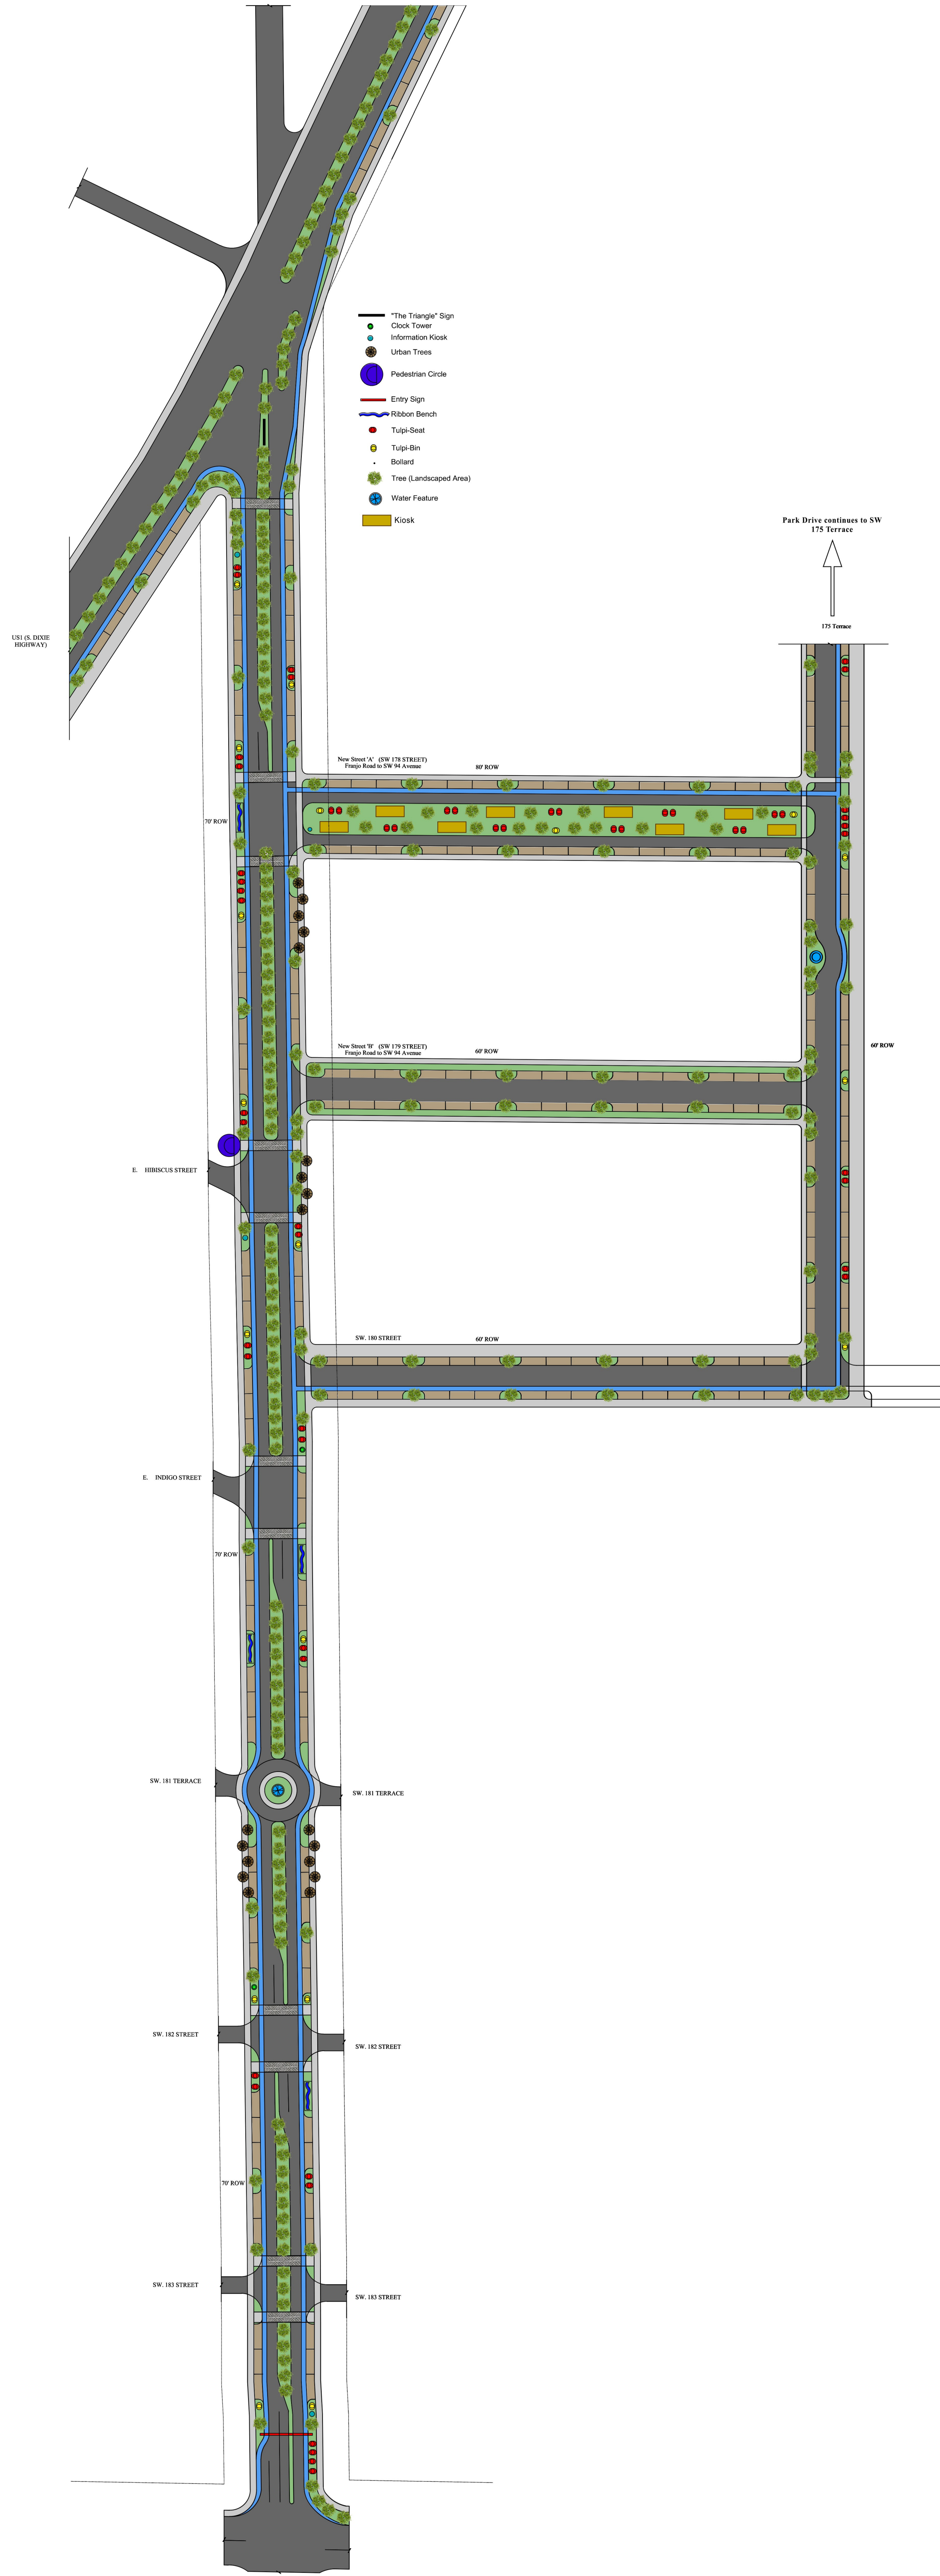 "The Triangle" Sign
Clock Tower
Information Kiosk
Urban Trees
Pedestrian Circle
Entry Sign
Ribbon Bench
Tulpi-Seat
Tulpi-Bin
Bollard
Tree (Landscaped Area)
Water Feature
Kiosk
Park Drive continues to SW
175 Terrace
175 Terrace
US1 (S. DIXIE
HIGHWAY)
New Street 'A' (SW 178 STREET)
Franjo Road to SW 94 Avenue
80' ROW
70' ROW
New Street 'B' (SW 179 STREET)
Franjo Road to SW 94 Avenue
60' ROW
60' ROW
E. HIBISCUS STREET
SW. 180 STREET
60' ROW
E. INDIGO STREET
70' ROW
SW. 181 TERRACE
SW. 181 TERRACE
SW. 182 STREET
SW. 182 STREET
70' ROW
SW. 183 STREET
SW. 183 STREET